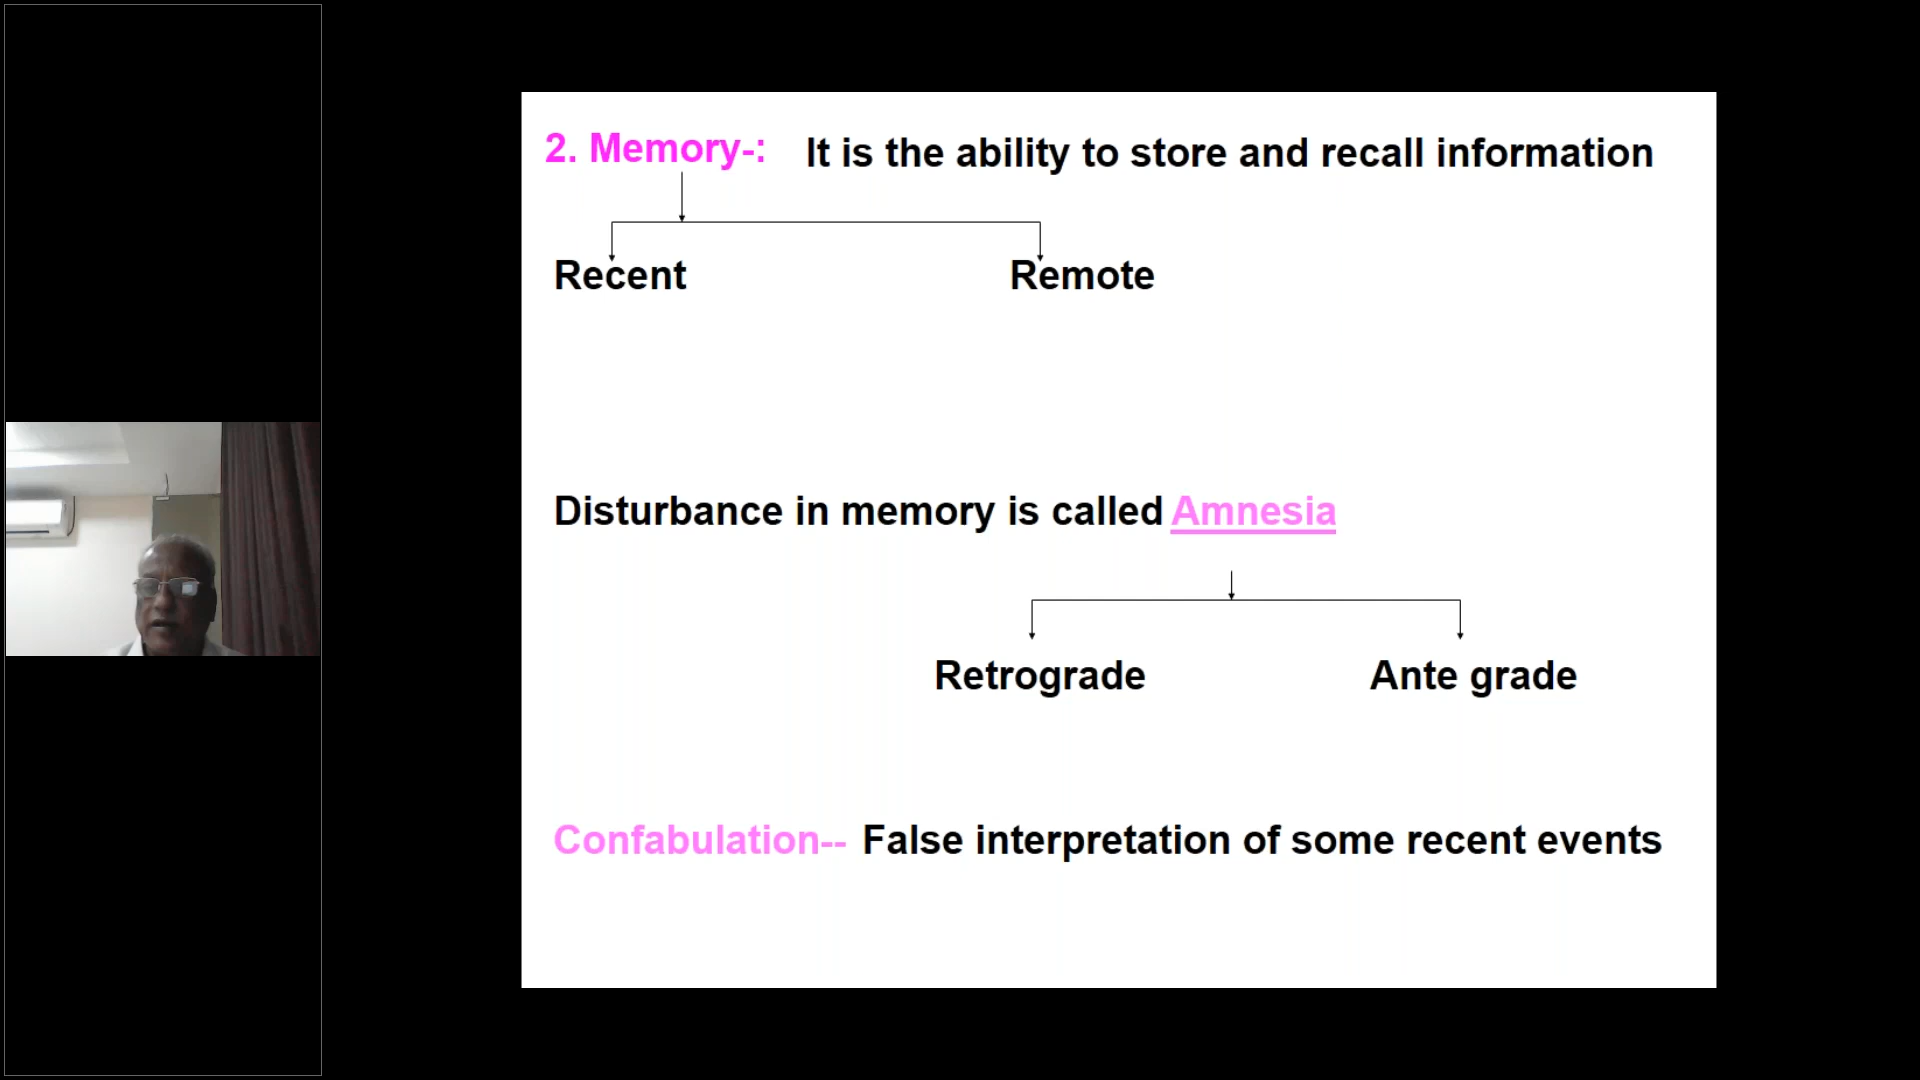 2. Memory-: It is the ability to store and recall information
Recent Remote
Disturbance in memory is called Amnesia
Retrograde Ante grade
Confabulation-- False interpretation of some recent events